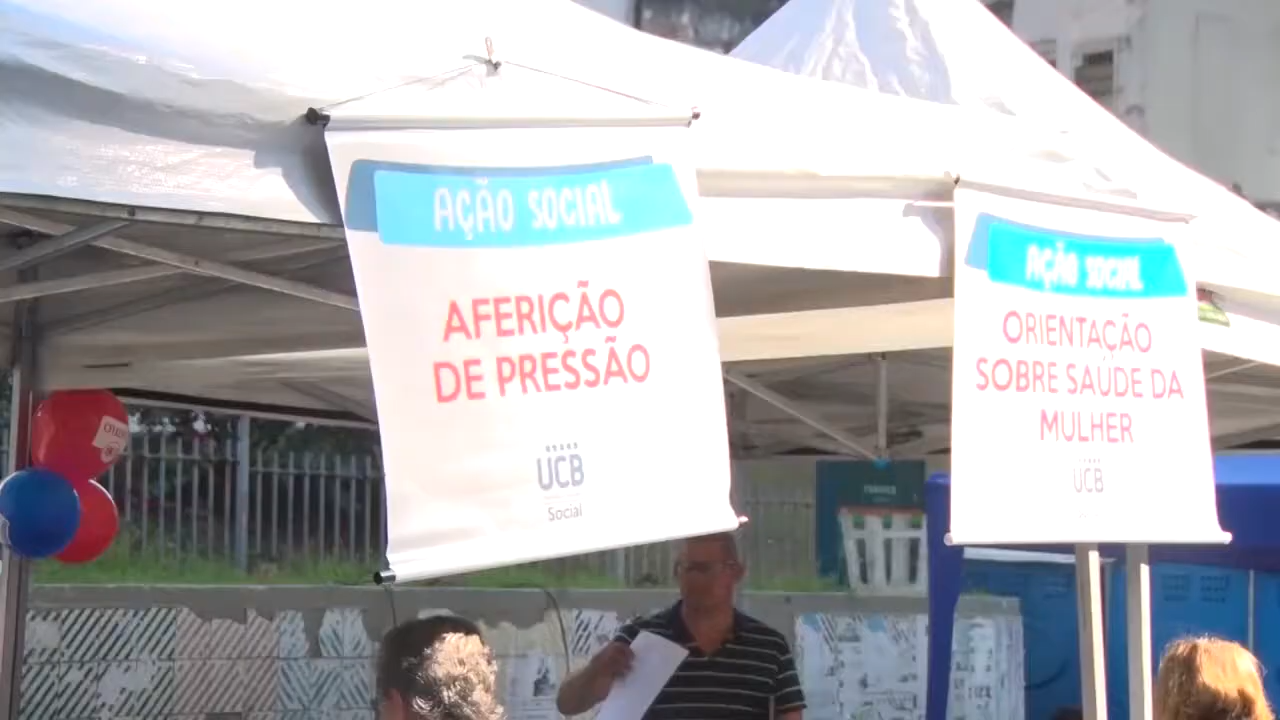 AÇÃO SOCIAL
AFERIÇÃO
DE PRESSÃO
UCB
Social
AÇÃO SOCIAL
ORIENTAÇÃO
SOBRE SAÚDE DA
MULHER
UCB